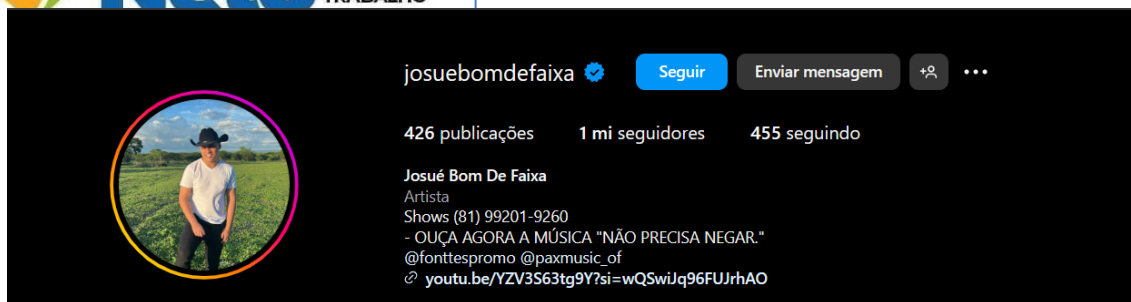 TRABALHO
josuebomdefaixa Seguir Enviar mensagem
426 publicações 1 mi seguidores 455 seguindo
Josué Bom De Faixa
Artista
Shows (81) 99201-9260
- OUÇA AGORA A MÚSICA "NÃO PRECISA NEGAR."
@fonttespromo @paxmusic_of
youtu.be/YZV3S63tg9Y?si=wQSwiJq96FUJrhAO